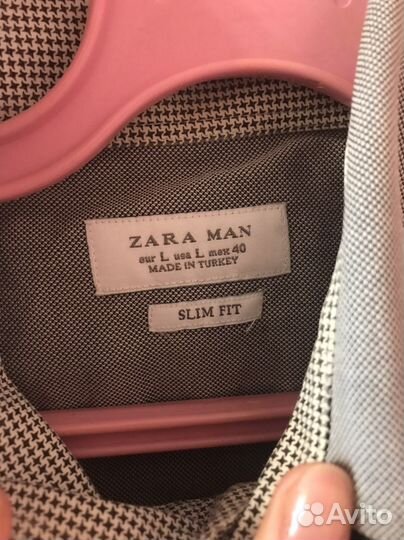 ZARA MAN
eur L usa L mex 40
MADE IN TURKEY
SLIM FIT
Avito